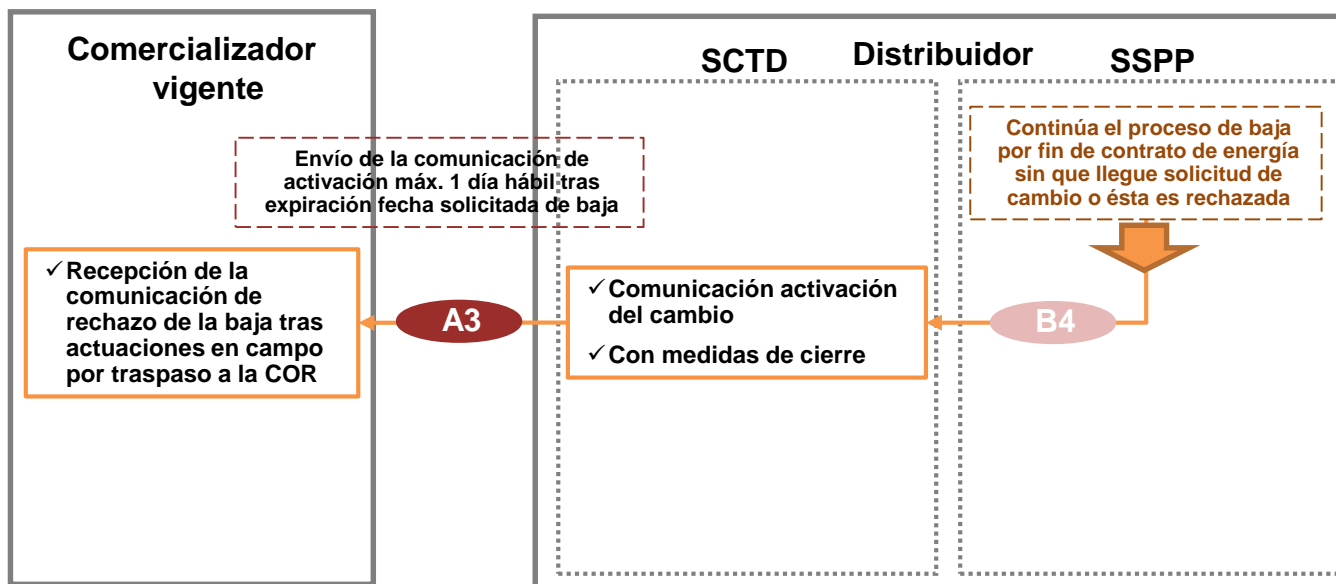 Comercializador
vigente
Distribuidor
SCTD
SSPP
Envío de la comunicación de
activación máx. 1 día hábil tras
expiración fecha solicitada de baja
Continúa el proceso de baja
por fin de contrato de energía
sin que llegue solicitud de
cambio o ésta es rechazada
✓ Recepción de la
comunicación de
rechazo de la baja tras
actuaciones en campo
por traspaso a la COR
A3
✓ Comunicación activación
del cambio
✓ Con medidas de cierre
B4